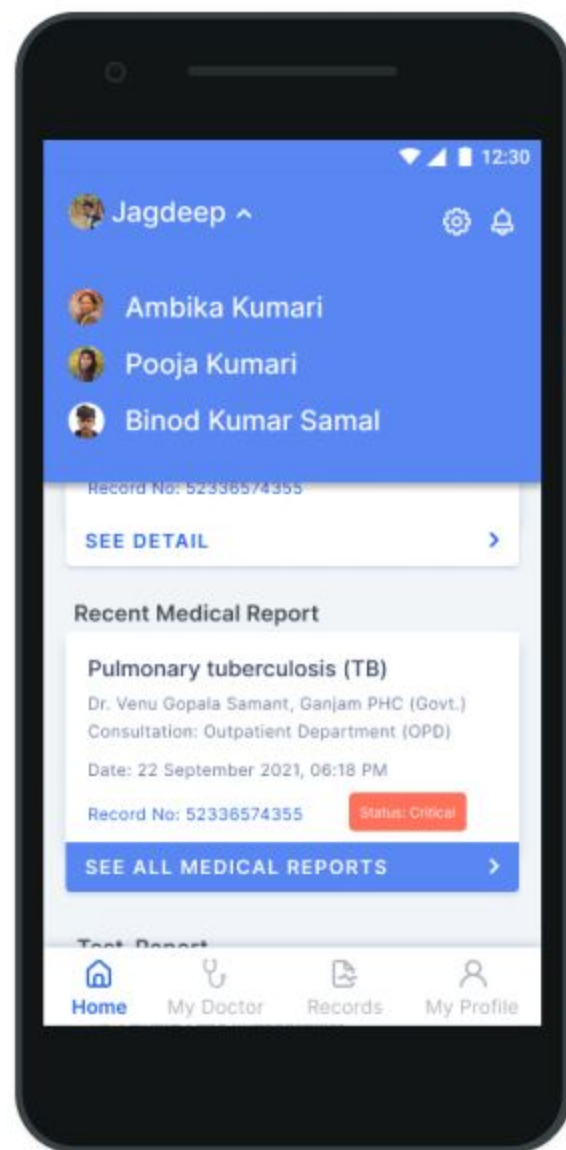 12:30
Jagdeep
Ambika Kumari
Pooja Kumari
Binod Kumar Samal
Record No: 52336574355
SEE DETAIL
Recent Medical Report
Pulmonary tuberculosis (TB)
Dr. Venu Gopala Samant, Ganjam PHC (Govt.)
Consultation: Outpatient Department (OPD)
Date: 22 September 2021, 06:18 PM
Record No: 52336574355 Status: Critical
SEE ALL MEDICAL REPORTS
Test Report
Home My Doctor Records My Profile